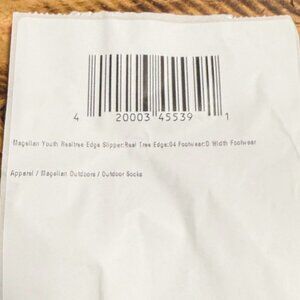 4 20003 45539 1
Magellan Youth Realtree Edge Slipper:Real Tree Edge:04 Footwear:D Width Footwear
Apparel / Magellan Outdoors / Outdoor Socks